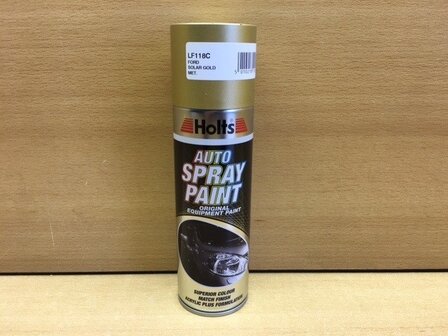 LF118C
FORD
SOLAR GOLD
MET.
Holts
AUTO
SPRAY
PAINT
ORIGINAL
EQUIPMENT PAINT
SUPERIOR COLOUR
MATCH FINISH
ACRYLIC PLUS FORMULATION